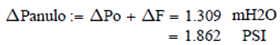 ΔPanulo := ΔPo + ΔF = 1.309 mH2O
= 1.862 PSI